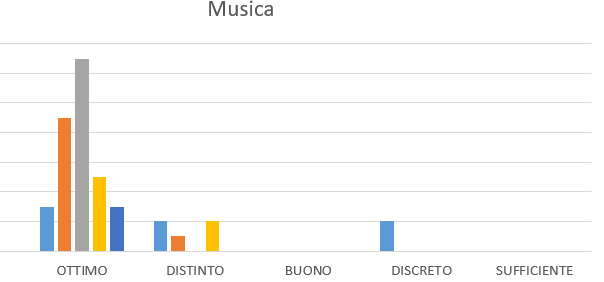 Musica
OTTIMO DISTINTO BUONO DISCRETO SUFFICIENTE